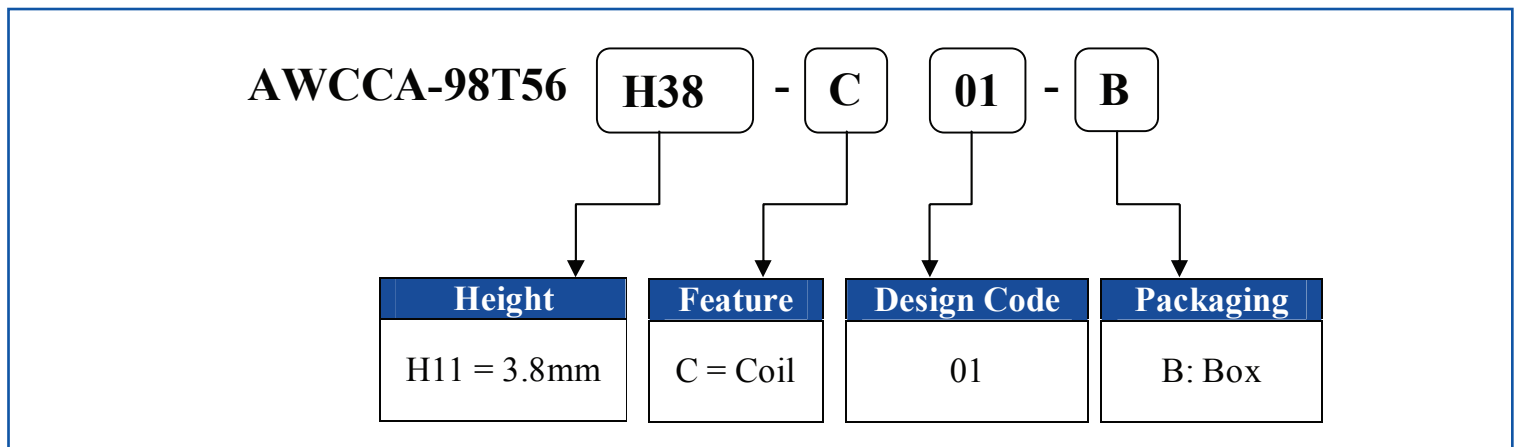 AWCCA-98T56 H38 - C 01 - B
Height Feature Design Code Packaging
H11 = 3.8mm C = Coil 01 B: Box